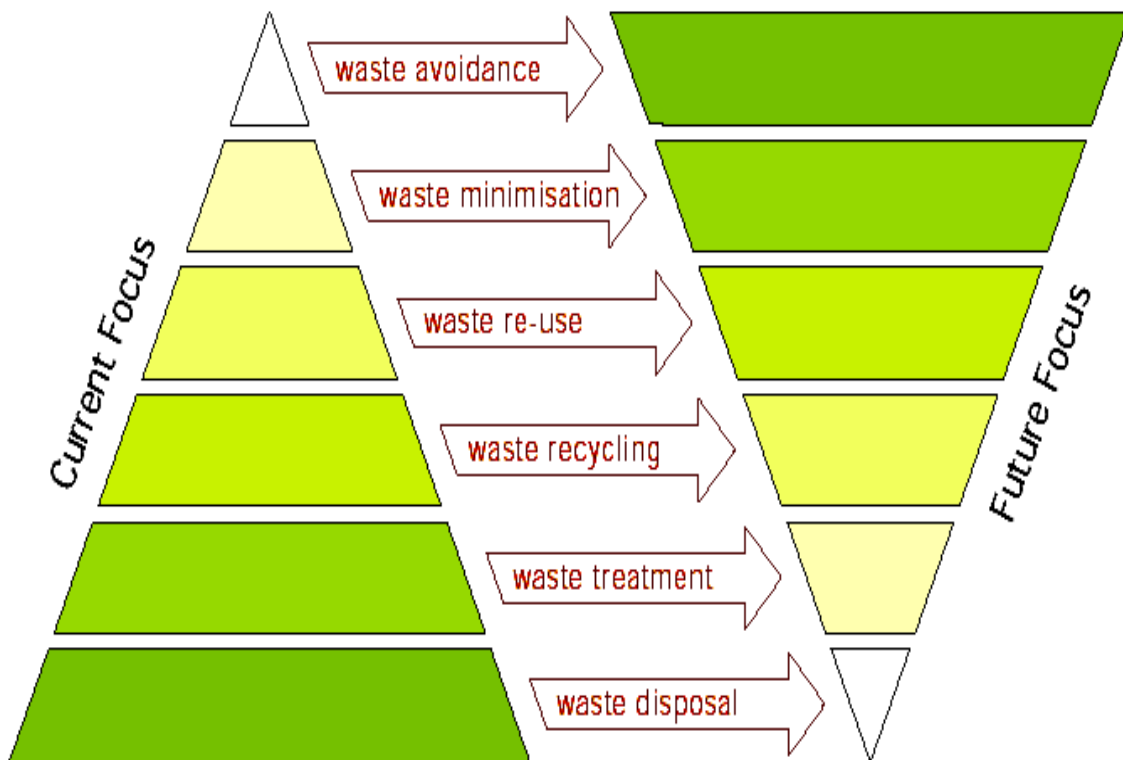 waste avoidance
waste minimisation
waste re-use
waste recycling
waste treatment
waste disposal
Current Focus
Future Focus